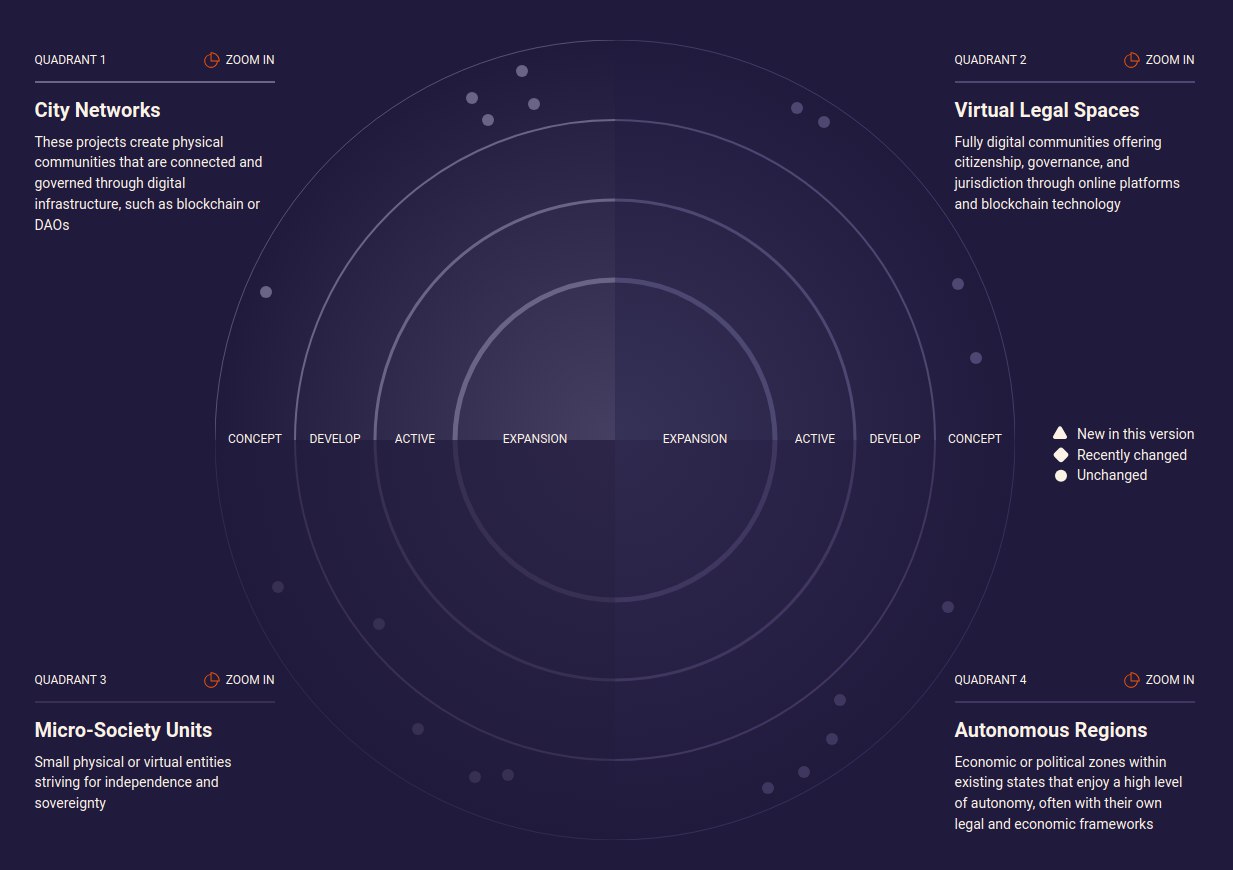 QUADRANT 1
ZOOM IN
City Networks
These projects create physical
communities that are connected and
governed through digital
infrastructure, such as blockchain or
DAOs
QUADRANT 2
ZOOM IN
Virtual Legal Spaces
Fully digital communities offering
citizenship, governance, and
jurisdiction through online platforms
and blockchain technology
CONCEPT DEVELOP ACTIVE EXPANSION EXPANSION ACTIVE DEVELOP CONCEPT
New in this version
Recently changed
Unchanged
QUADRANT 3
ZOOM IN
Micro-Society Units
Small physical or virtual entities
striving for independence and
sovereignty
QUADRANT 4
ZOOM IN
Autonomous Regions
Economic or political zones within
existing states that enjoy a high level
of autonomy, often with their own
legal and economic frameworks